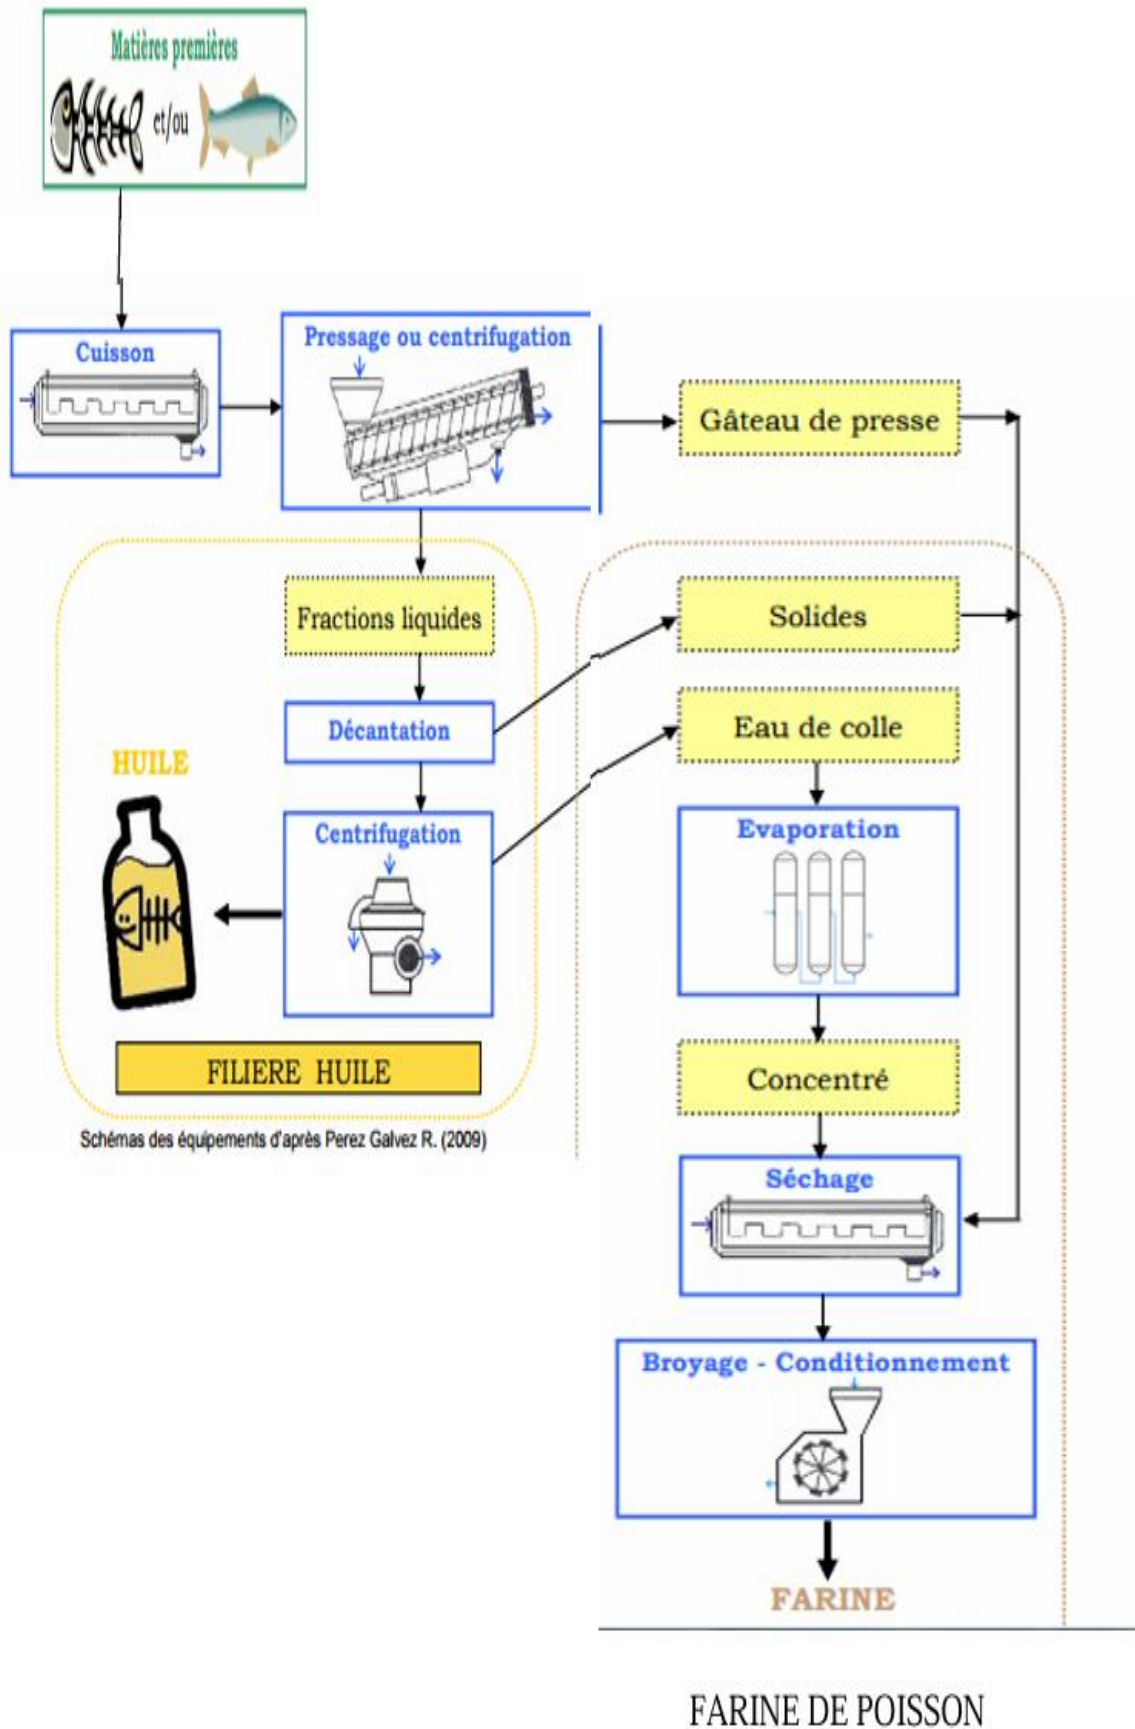 Matières premières
et/ou
Cuisson
Pressage ou centrifugation
Gâteau de presse
Fractions liquides
Solides
Décantation
Eau de colle
HUILE
Centrifugation
Evaporation
FILIERE HUILE
Concentré
Schémas des équipements d'après Perez Galvez R. (2009)
Séchage
Broyage - Conditionnement
FARINE
FARINE DE POISSON